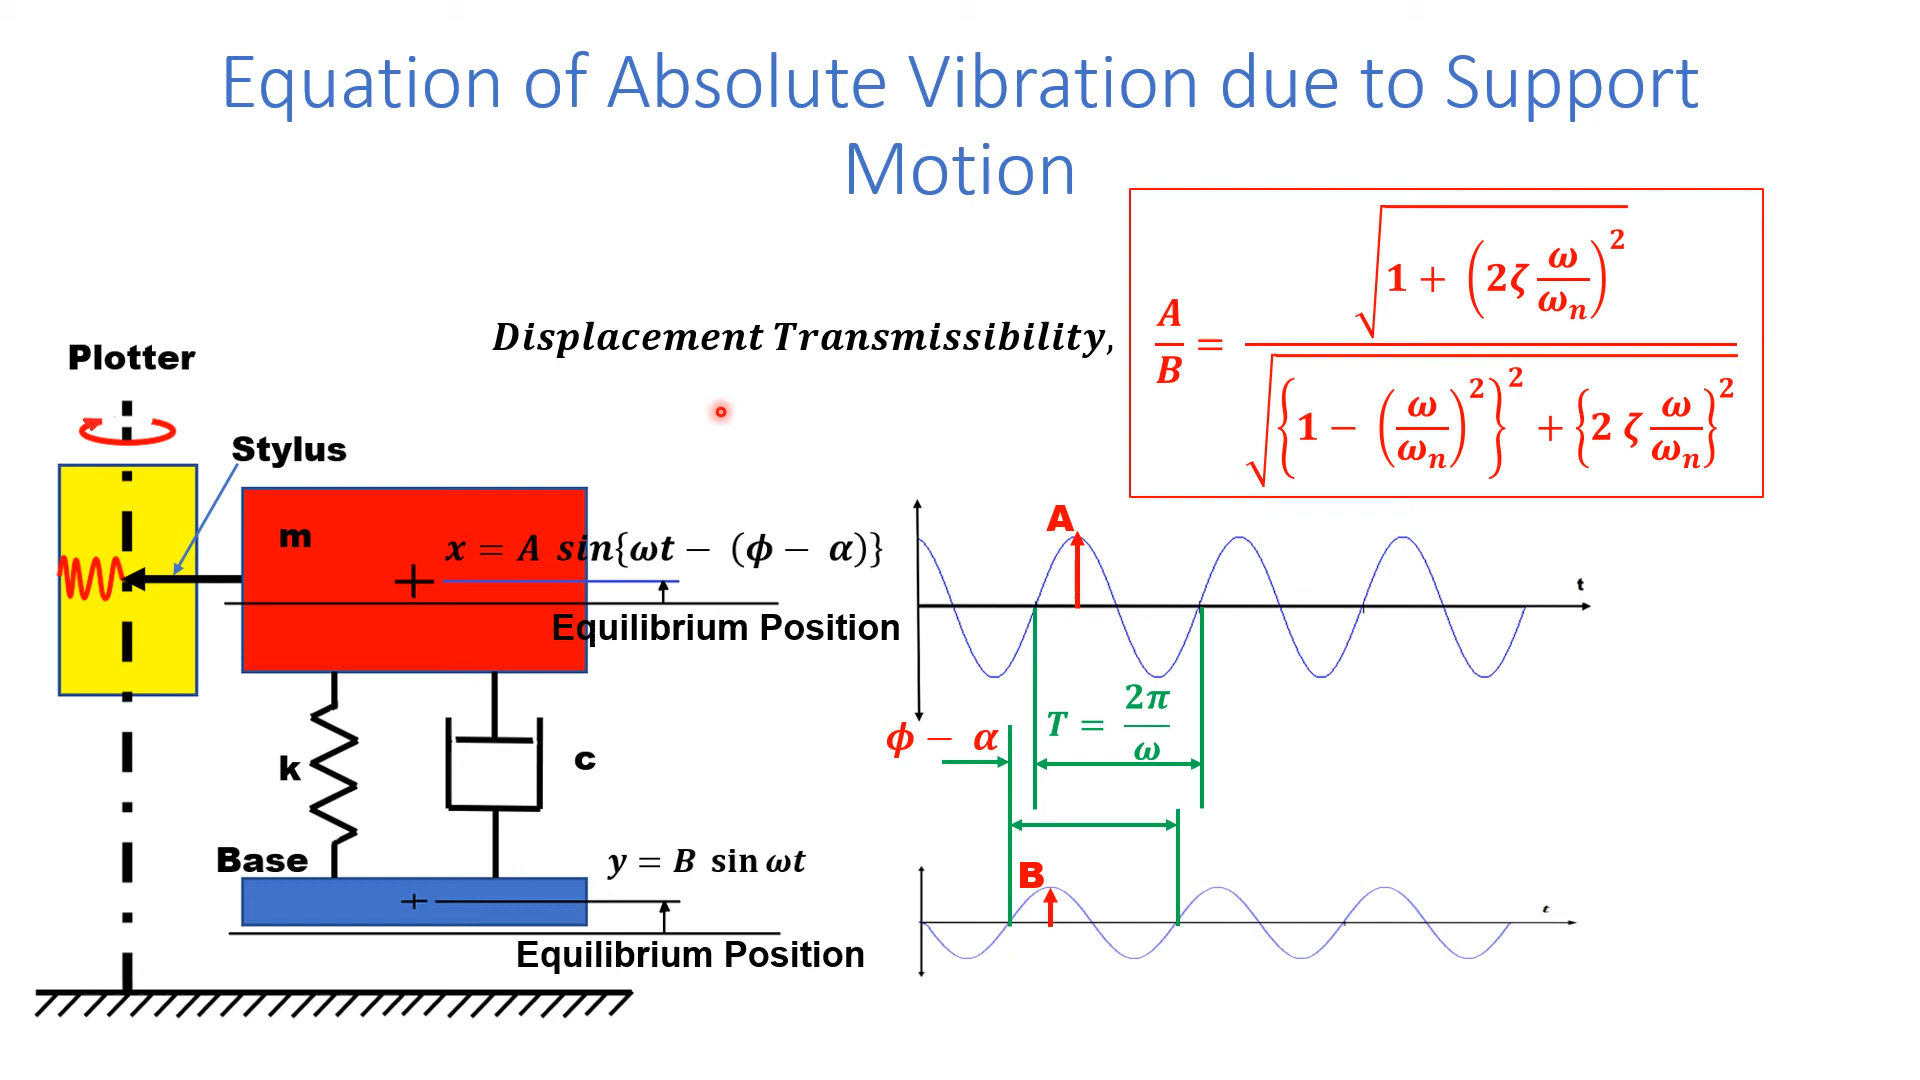 Equation of Absolute Vibration due to Support
Motion
Displacement Transmissibility,
A/B = √(1 + (2ζ ω/ωₙ)²) / √({1 − (ω/ωₙ)²}² + {2 ζ ω/ωₙ}²)
Plotter
Stylus
m
x = A sin{ωt − (ϕ − α)}
Equilibrium Position
k
c
Base
y = B sin ωt
Equilibrium Position
A
t
ϕ − α
T = 2π/ω
B
t